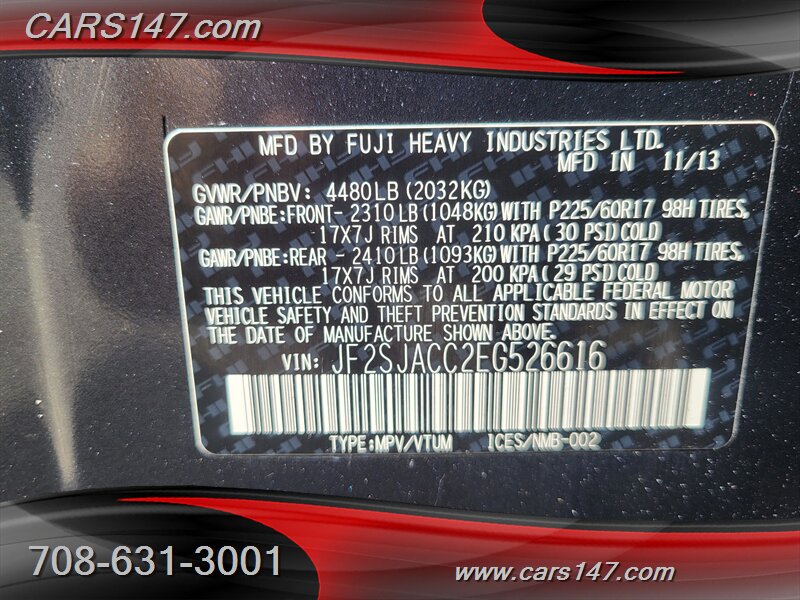 CARS147.com
MFD BY FUJI HEAVY INDUSTRIES LTD.
MFD IN 11/13
GVWR/PNBV: 4480LB (2032KG)
GAWR/PNBE:FRONT- 2310LB (1048KG) WITH P225/60R17 98H TIRES,
17X7J RIMS AT 210 KPA (30 PSI) COLD
GAWR/PNBE:REAR - 2410LB (1093KG) WITH P225/60R17 98H TIRES,
17X7J RIMS AT 200 KPA (29 PSI) COLD
THIS VEHICLE CONFORMS TO ALL APPLICABLE FEDERAL MOTOR
VEHICLE SAFETY AND THEFT PREVENTION STANDARDS IN EFFECT ON
THE DATE OF MANUFACTURE SHOWN ABOVE.
VIN: JF2SJACC2EG526616
TYPE:MPV/VTUM ICES/NMB-002
708-631-3001
www.cars147.com